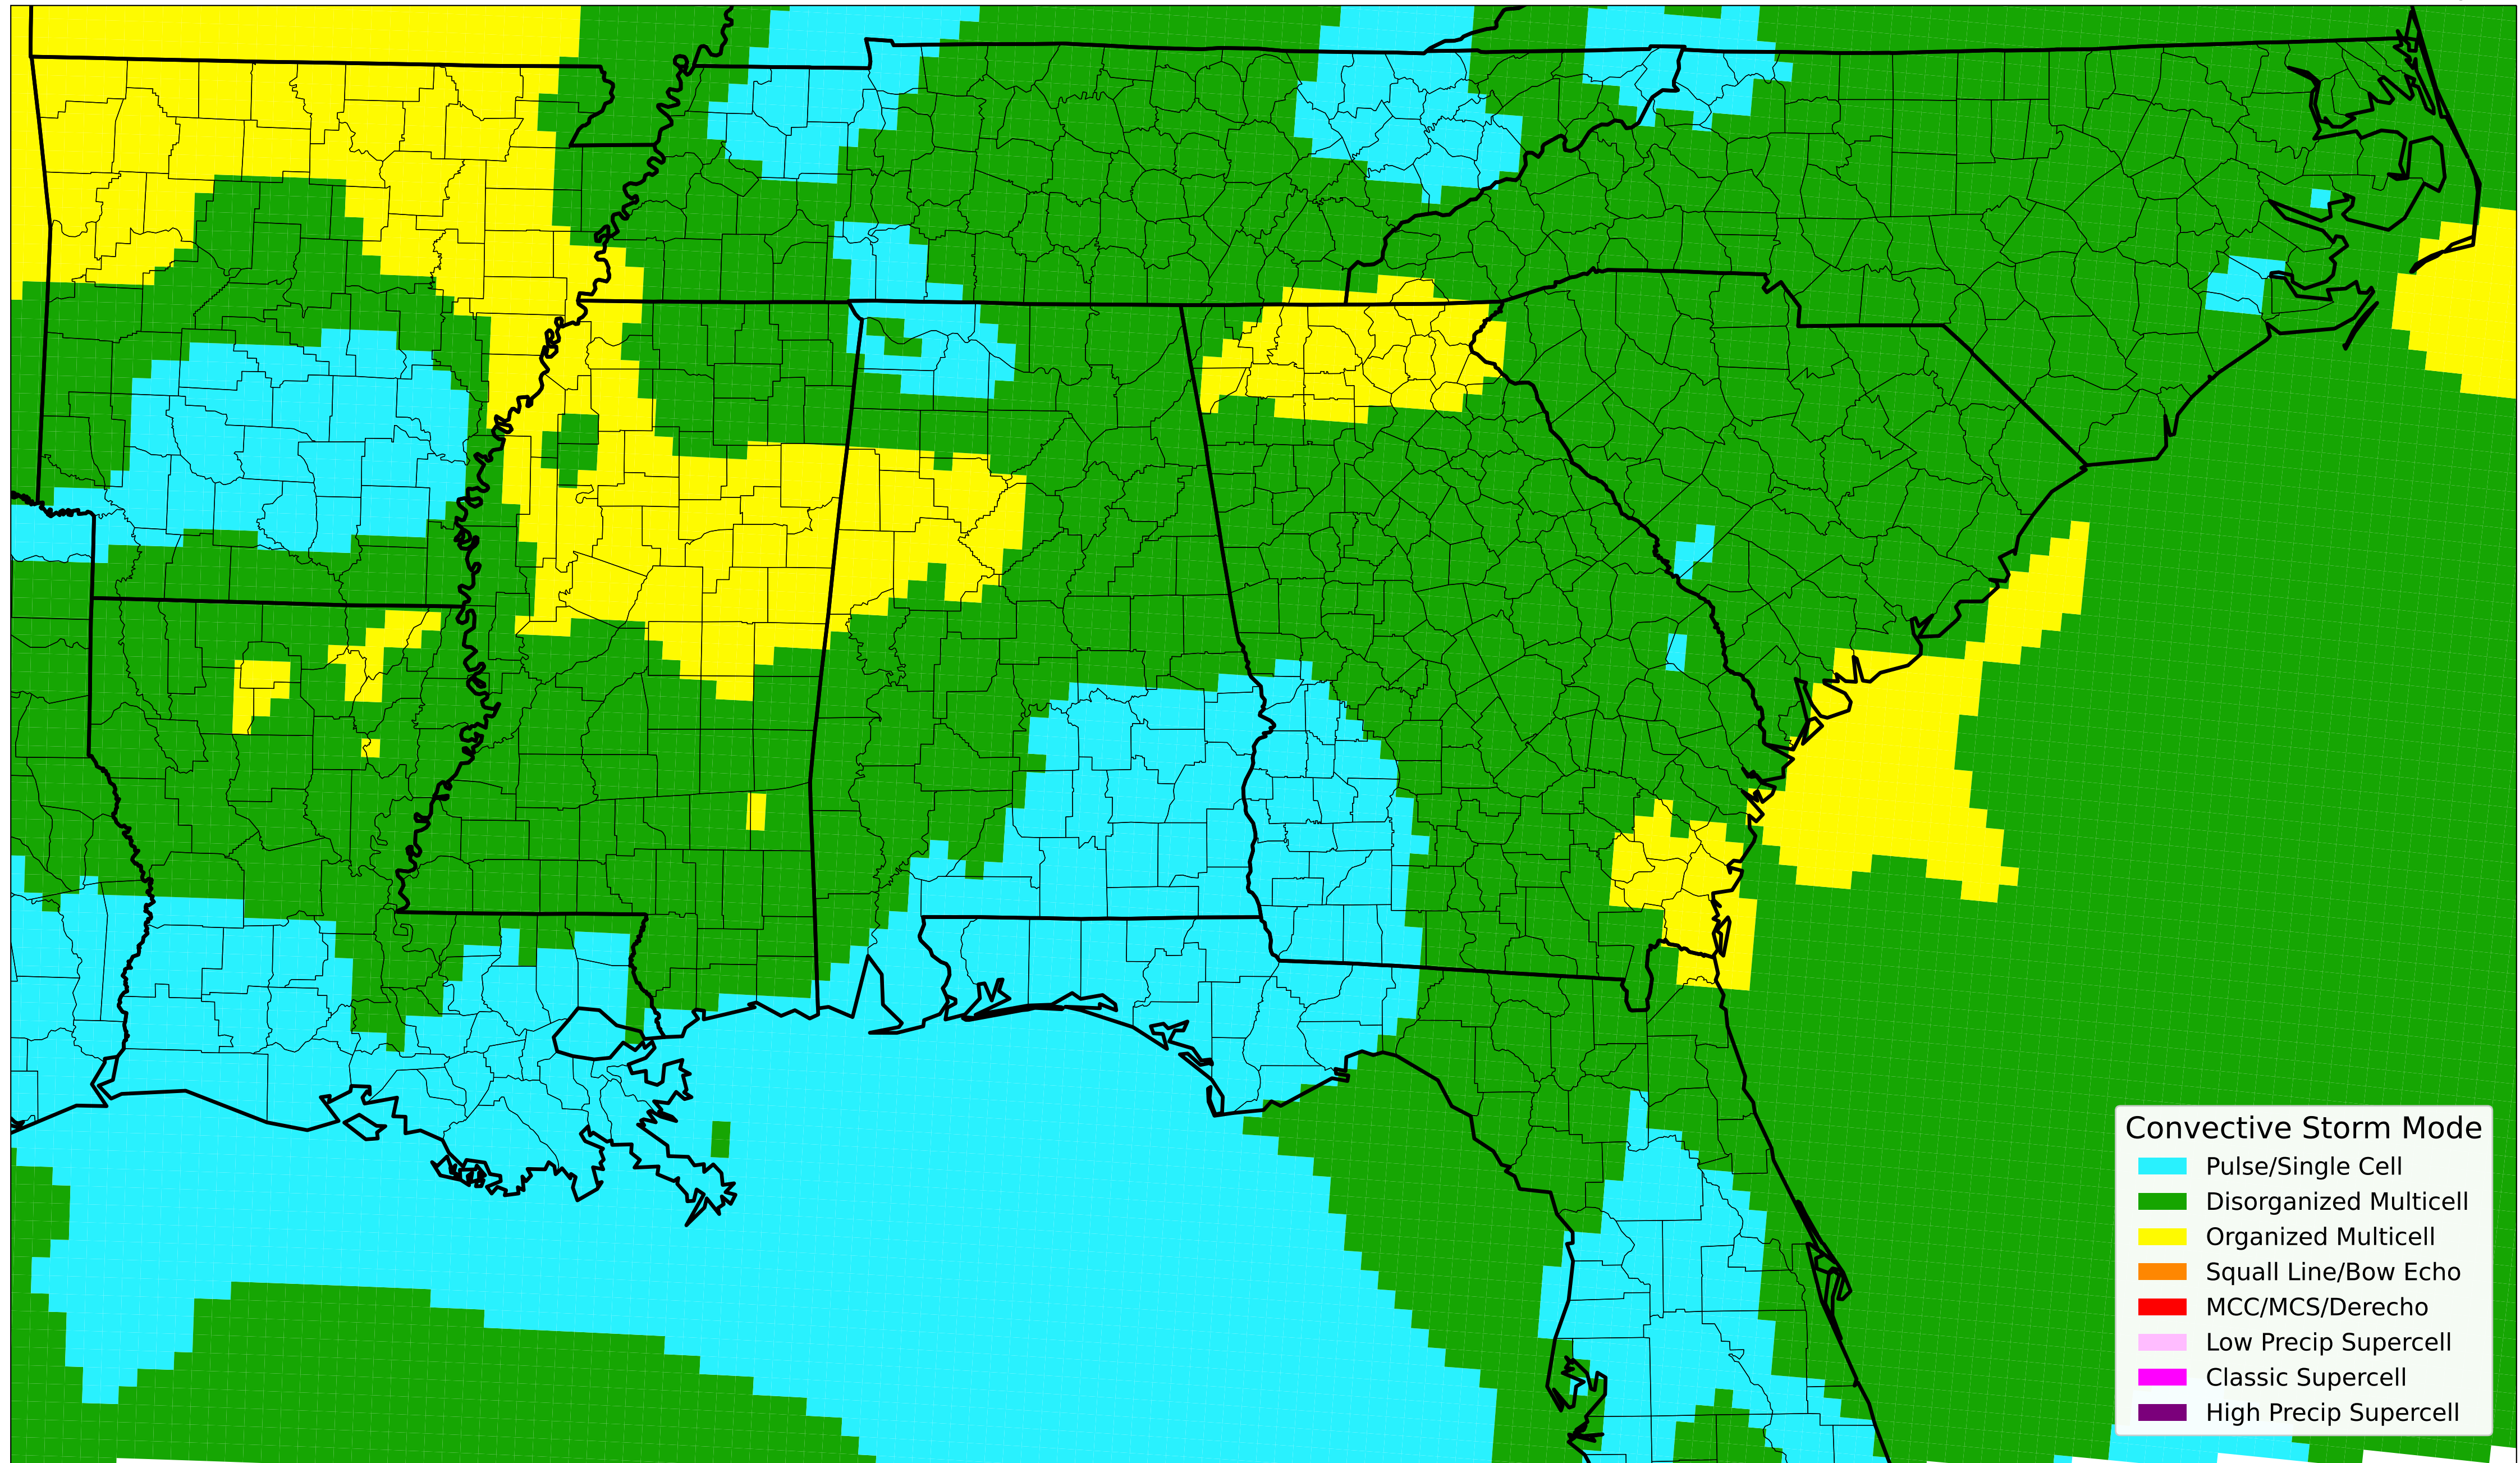 Convective Storm Mode
Pulse/Single Cell
Disorganized Multicell
Organized Multicell
Squall Line/Bow Echo
MCC/MCS/Derecho
Low Precip Supercell
Classic Supercell
High Precip Supercell